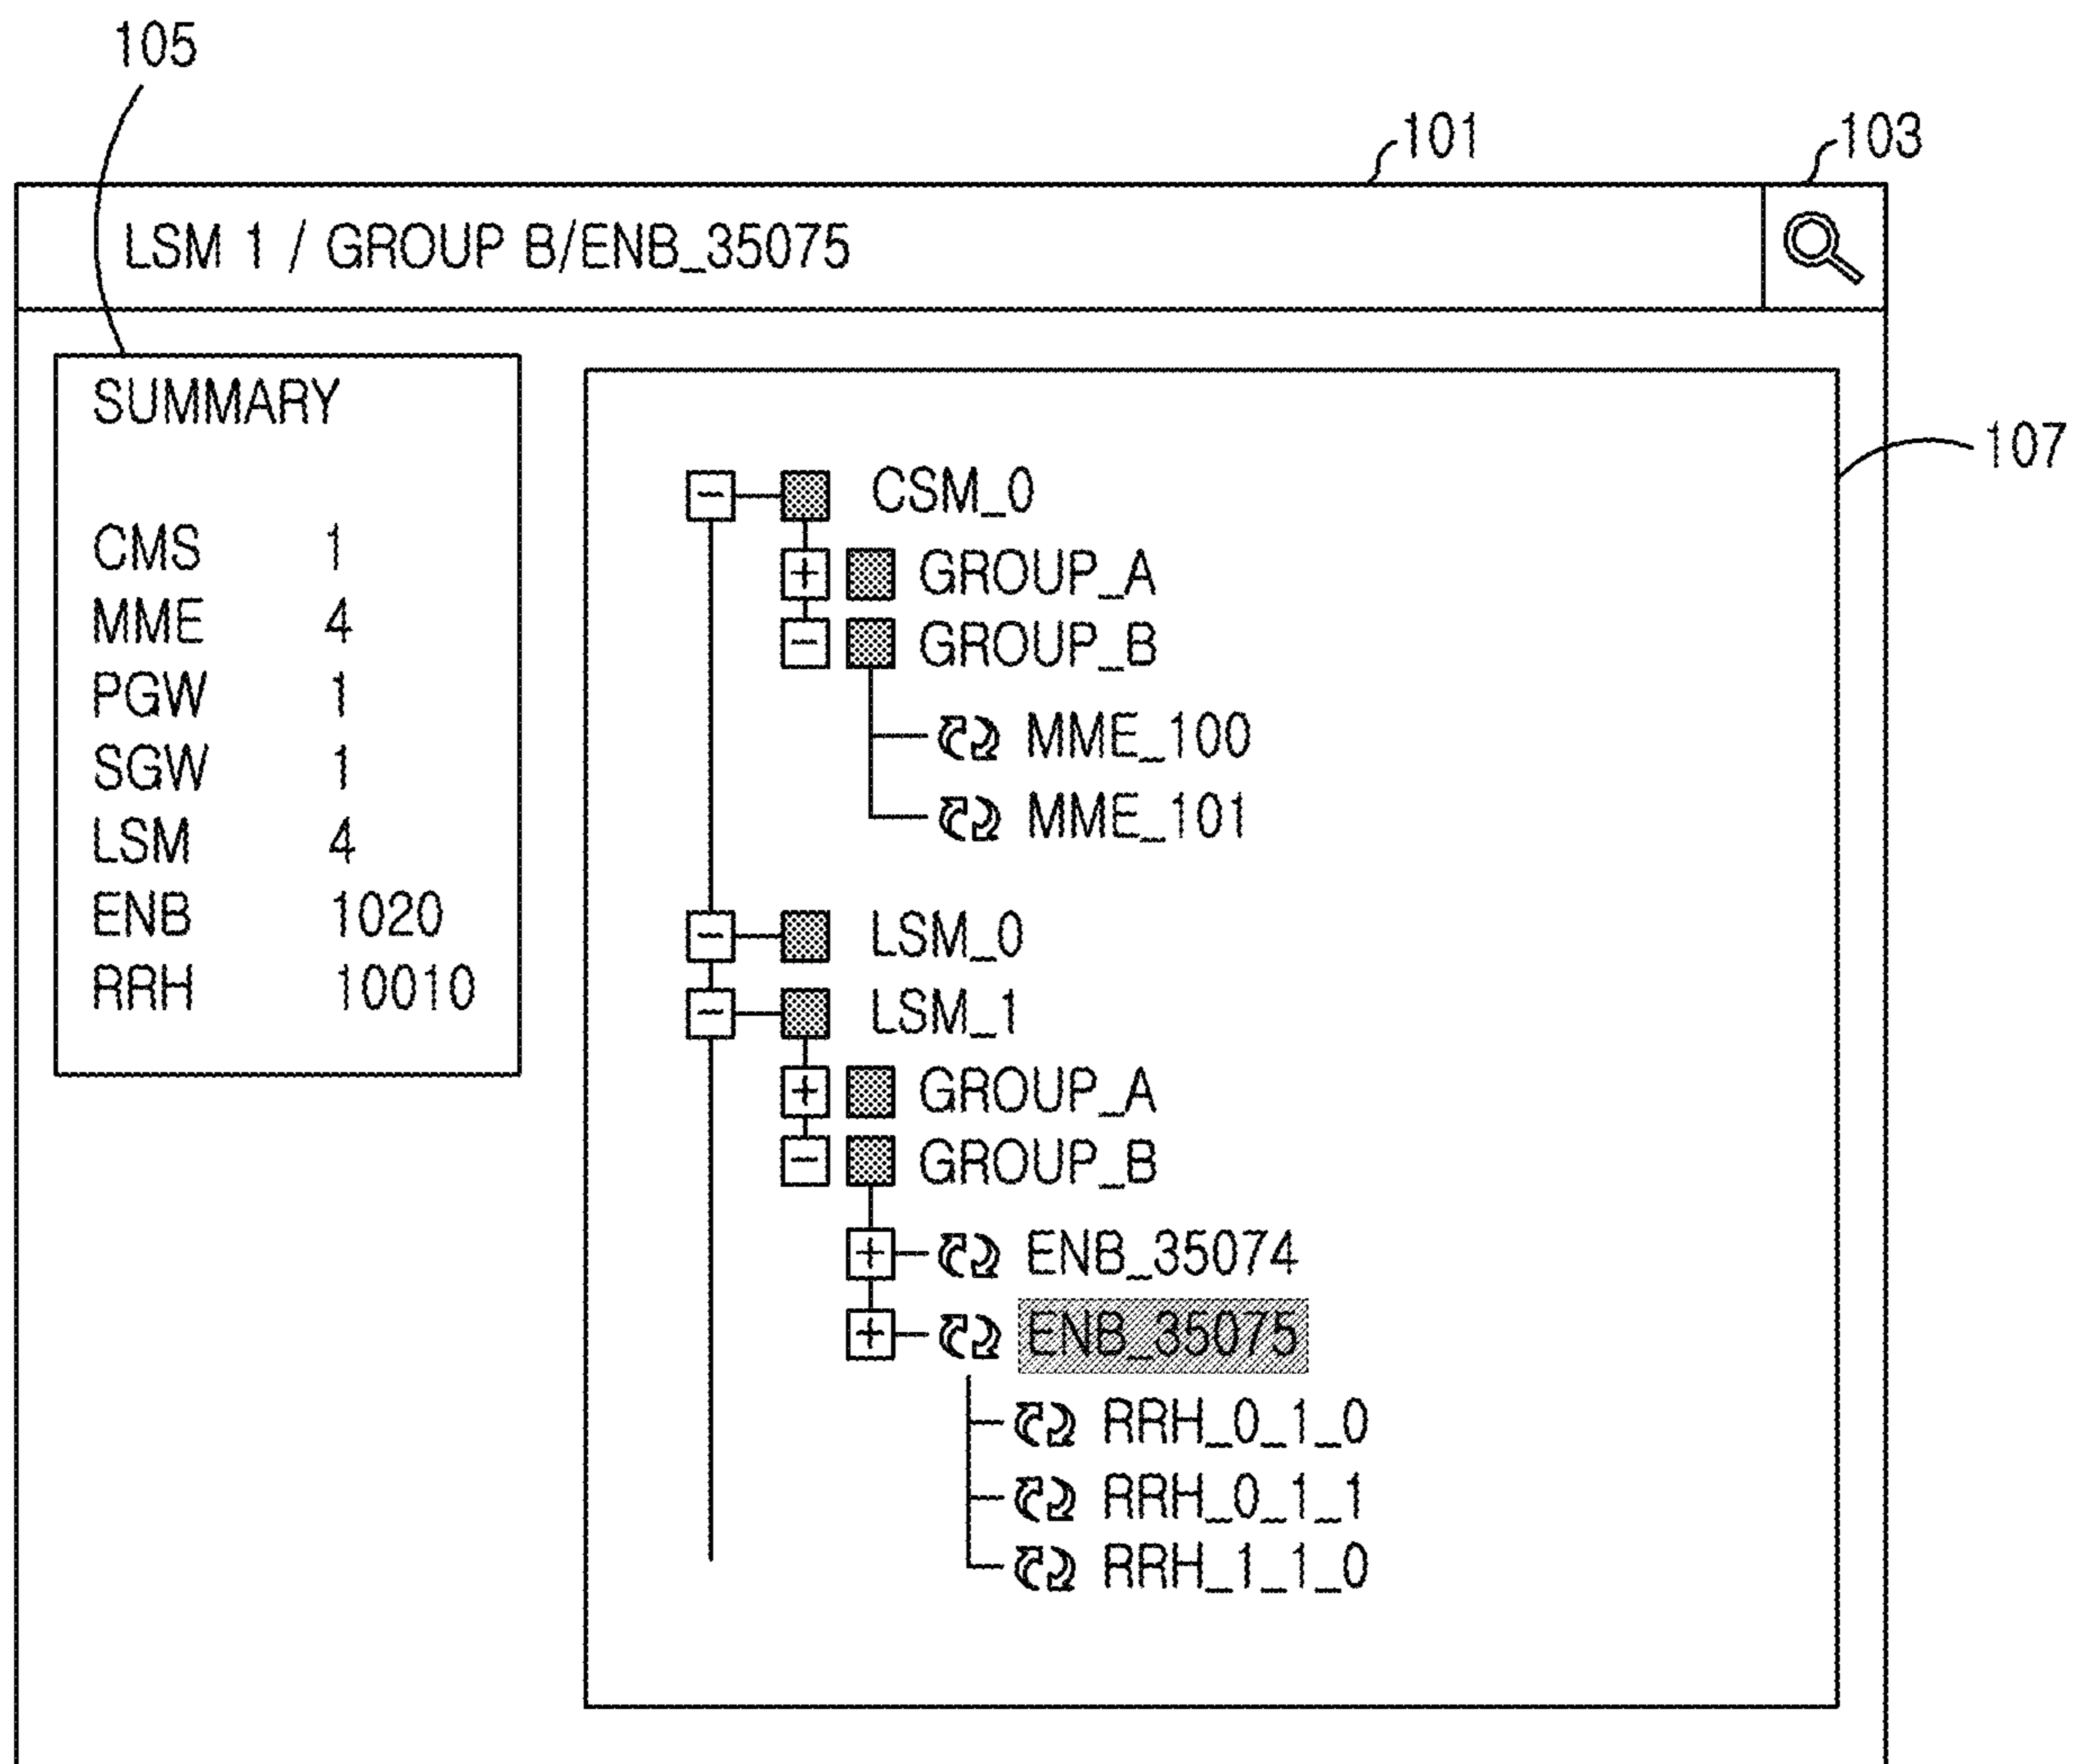 105
101
103
LSM 1 / GROUP B/ENB_35075
SUMMARY
CMS 1
MME 4
PGW 1
SGW 1
LSM 4
ENB 1020
RRH 10010
107
CSM_0
GROUP_A
GROUP_B
MME_100
MME_101
LSM_0
LSM_1
GROUP_A
GROUP_B
ENB_35074
ENB_35075
RRH_0_1_0
RRH_0_1_1
RRH_1_1_0